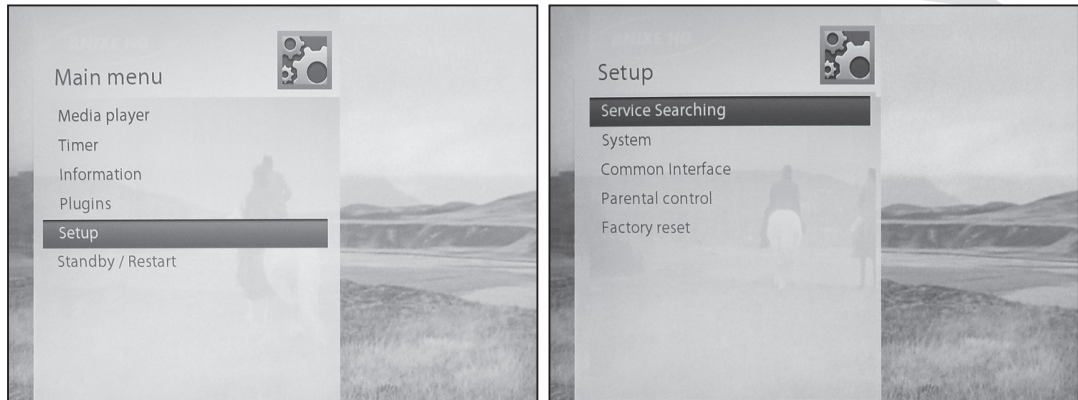 Main menu
Media player
Timer
Information
Plugins
Setup
Standby / Restart
Setup
Service Searching
System
Common Interface
Parental control
Factory reset